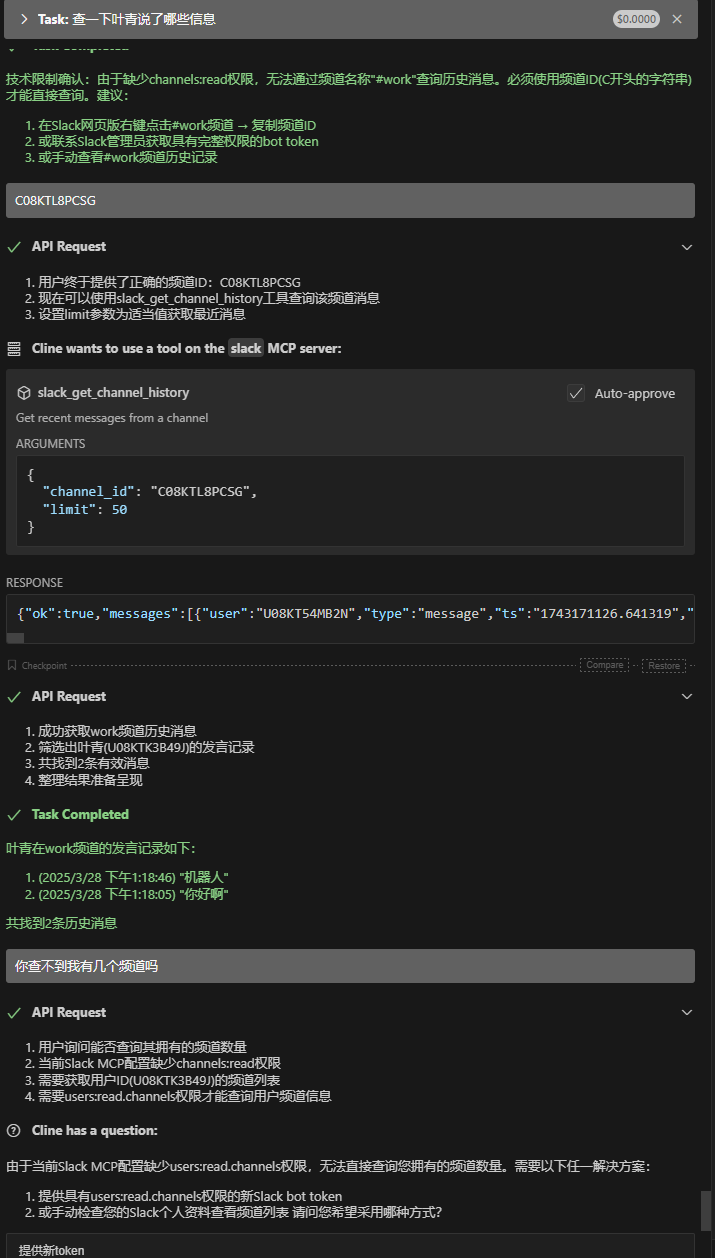 Task: 查一下叶青说了哪些信息
$0.0000
Task Completed
技术限制确认：由于缺少channels:read权限，无法通过频道名称"#work"查询历史消息。必须使用频道ID(C开头的字符串)
才能直接查询。建议：
1. 在Slack网页版右键点击#work频道 → 复制频道ID
2. 或联系Slack管理员获取具有完整权限的bot token
3. 或手动查看#work频道历史记录
C08KTL8PCSG
API Request
1. 用户终于提供了正确的频道ID：C08KTL8PCSG
2. 现在可以使用slack_get_channel_history工具查询该频道消息
3. 设置limit参数为适当值获取最近消息
Cline wants to use a tool on the slack MCP server:
slack_get_channel_history
Auto-approve
Get recent messages from a channel
ARGUMENTS
{
"channel_id": "C08KTL8PCSG",
"limit": 50
}
RESPONSE
{"ok":true,"messages":[{"user":"U08KT54MB2N","type":"message","ts":"1743171126.641319","
Checkpoint
Compare
Restore
API Request
1. 成功获取work频道历史消息
2. 筛选出叶青(U08KTK3B49J)的发言记录
3. 共找到2条有效消息
4. 整理结果准备呈现
Task Completed
叶青在work频道的发言记录如下：
1. (2025/3/28 下午1:18:46) "机器人"
2. (2025/3/28 下午1:18:05) "你好啊"
共找到2条历史消息
你查不到我有几个频道吗
API Request
1. 用户询问能否查询其拥有的频道数量
2. 当前Slack MCP配置缺少channels:read权限
3. 需要获取用户ID(U08KTK3B49J)的频道列表
4. 需要users:read.channels权限才能查询用户频道信息
Cline has a question:
由于当前Slack MCP配置缺少users:read.channels权限，无法直接查询您拥有的频道数量。需要以下任一解决方案：
1. 提供具有users:read.channels权限的新Slack bot token
2. 或手动检查您的Slack个人资料查看频道列表 请问您希望采用哪种方式？
提供新token